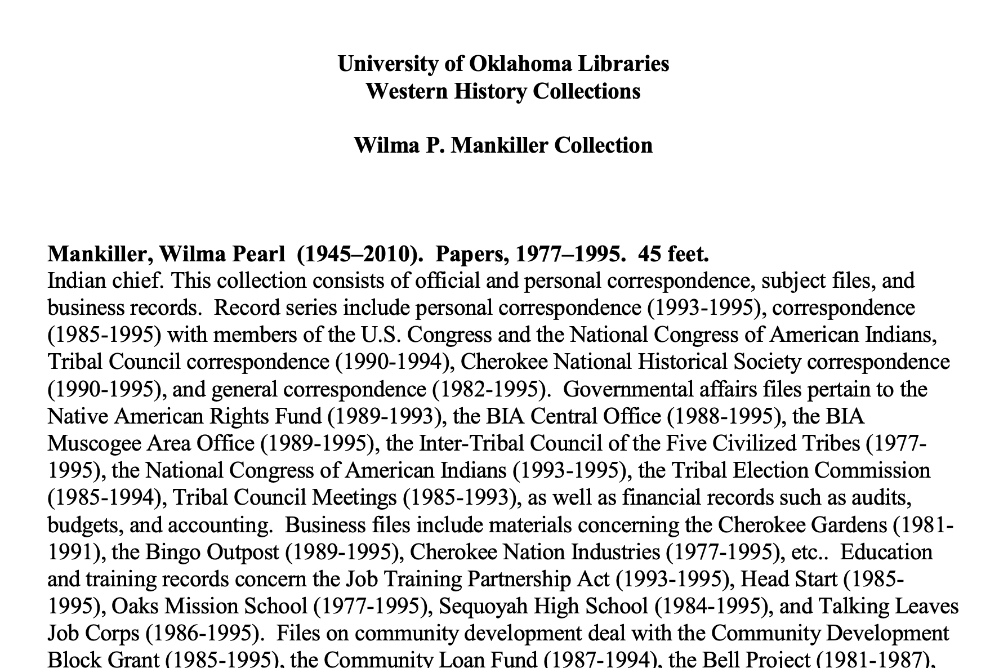 University of Oklahoma Libraries
Western History Collections
Wilma P. Mankiller Collection
Mankiller, Wilma Pearl  (1945–2010).  Papers, 1977–1995.  45 feet.
Indian chief. This collection consists of official and personal correspondence, subject files, and
business records.  Record series include personal correspondence (1993-1995), correspondence
(1985-1995) with members of the U.S. Congress and the National Congress of American Indians,
Tribal Council correspondence (1990-1994), Cherokee National Historical Society correspondence
(1990-1995), and general correspondence (1982-1995).  Governmental affairs files pertain to the
Native American Rights Fund (1989-1993), the BIA Central Office (1988-1995), the BIA
Muscogee Area Office (1989-1995), the Inter-Tribal Council of the Five Civilized Tribes (1977-
1995), the National Congress of American Indians (1993-1995), the Tribal Election Commission
(1985-1994), Tribal Council Meetings (1985-1993), as well as financial records such as audits,
budgets, and accounting.  Business files include materials concerning the Cherokee Gardens (1981-
1991), the Bingo Outpost (1989-1995), Cherokee Nation Industries (1977-1995), etc..  Education
and training records concern the Job Training Partnership Act (1993-1995), Head Start (1985-
1995), Oaks Mission School (1977-1995), Sequoyah High School (1984-1995), and Talking Leaves
Job Corps (1986-1995).  Files on community development deal with the Community Development
Block Grant (1985-1995), the Community Loan Fund (1987-1994), the Bell Project (1981-1987),